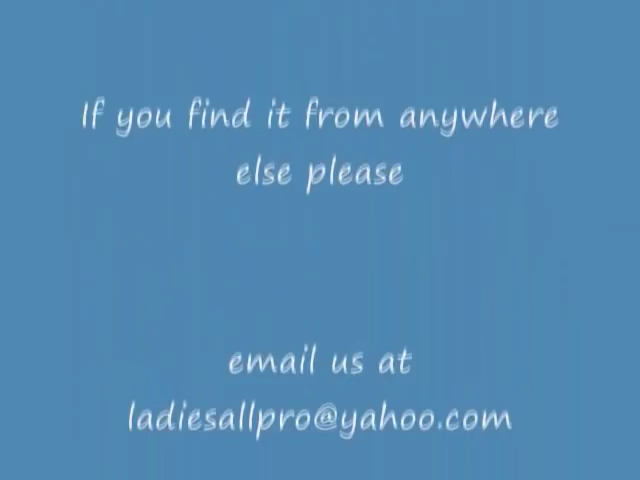 If you find it from anywhere
else please
email us at
ladiesallpro@yahoo.com